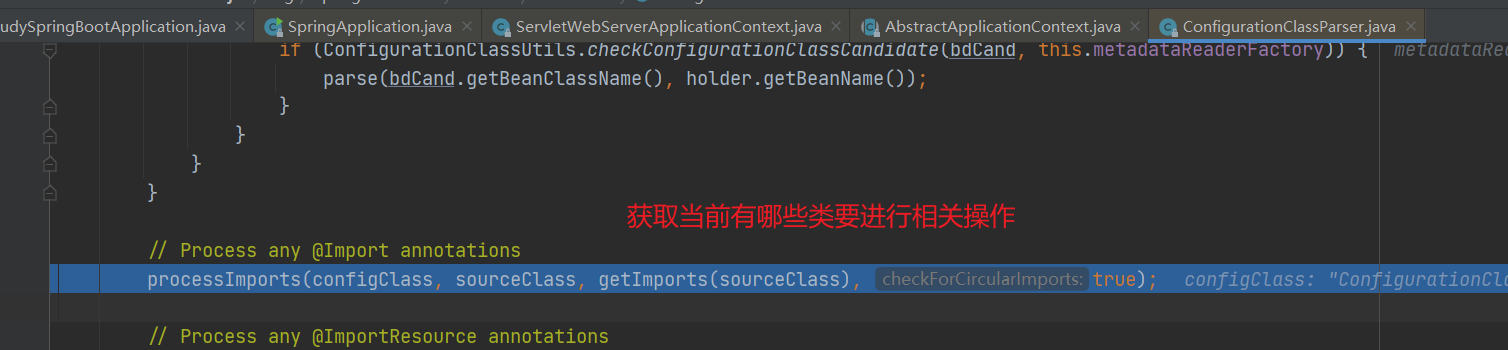 udySpringBootApplication.java × SpringApplication.java × ServletWebServerApplicationContext.java × AbstractApplicationContext.java × ConfigurationClassParser.java ×
if (ConfigurationClassUtils.checkConfigurationClassCandidate(bdCand, this.metadataReaderFactory)) { metadataRea
parse(bdCand.getBeanClassName(), holder.getBeanName());
}
}
}
}
获取当前有哪些类要进行相关操作
// Process any @Import annotations
processImports(configClass, sourceClass, getImports(sourceClass), checkForCircularImports: true); configClass: "ConfigurationCla
// Process any @ImportResource annotations